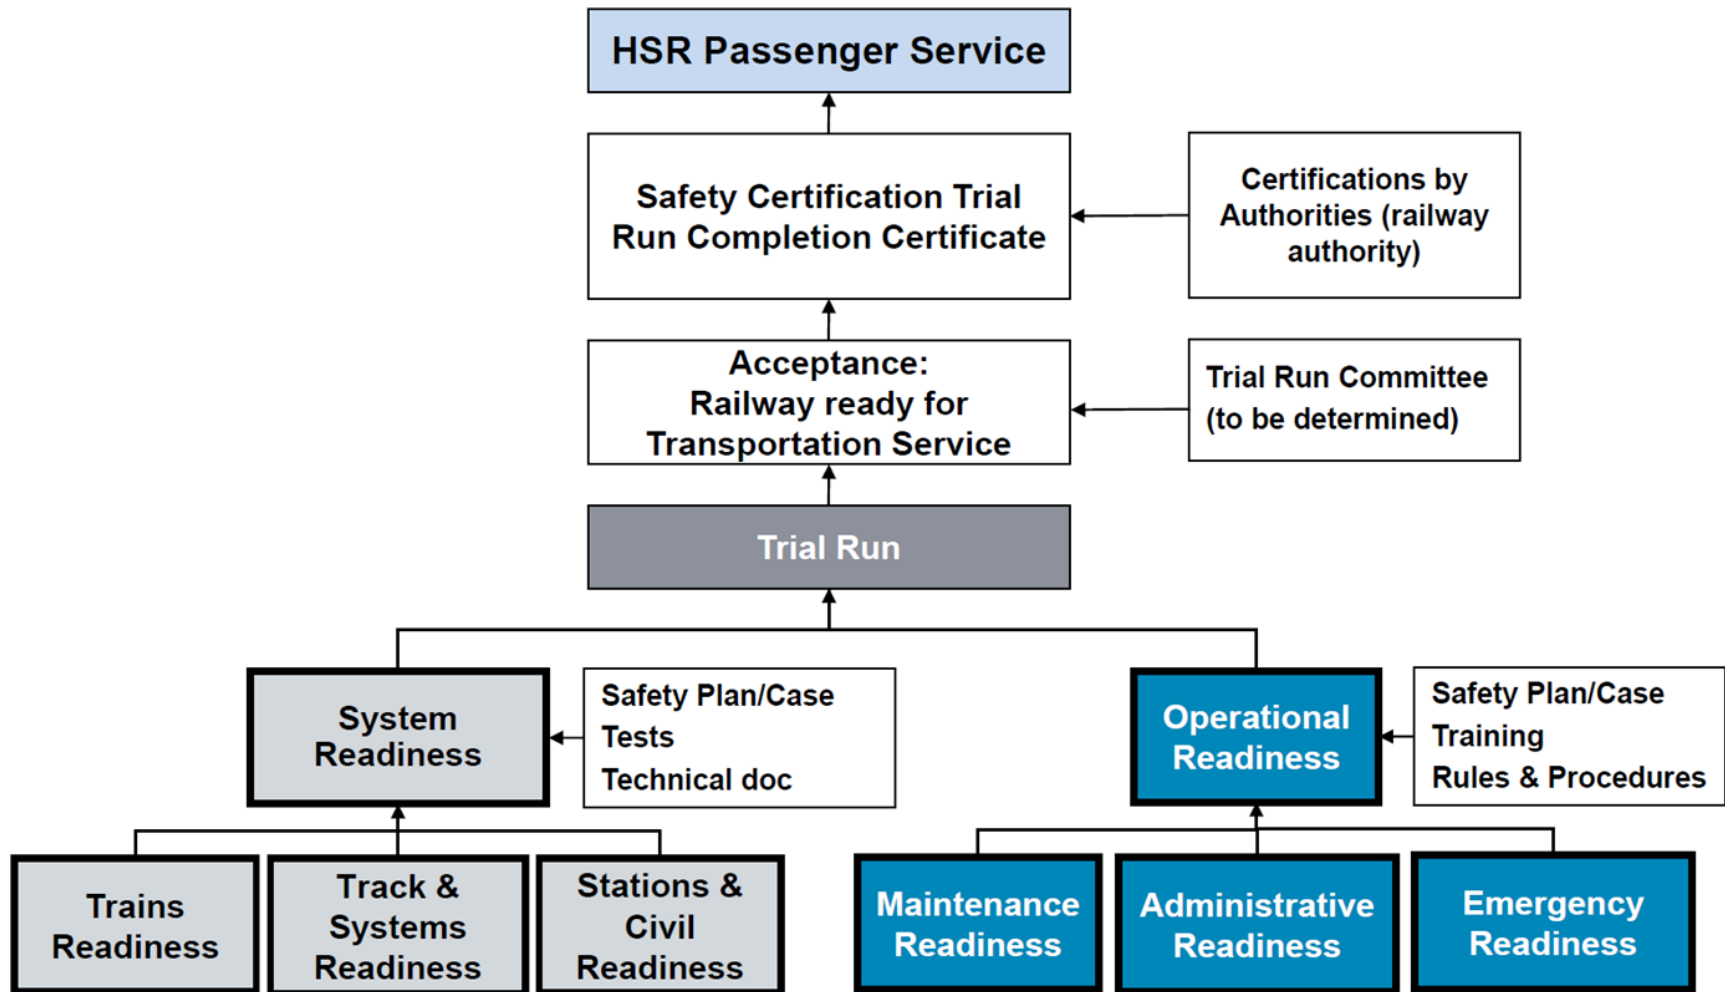 HSR Passenger Service
Safety Certification Trial
Run Completion Certificate
Certifications by
Authorities (railway
authority)
Acceptance:
Railway ready for
Transportation Service
Trial Run Committee
(to be determined)
Trial Run
System
Readiness
Safety Plan/Case
Tests
Technical doc
Operational
Readiness
Safety Plan/Case
Training
Rules & Procedures
Trains
Readiness
Track &
Systems
Readiness
Stations &
Civil
Readiness
Maintenance
Readiness
Administrative
Readiness
Emergency
Readiness